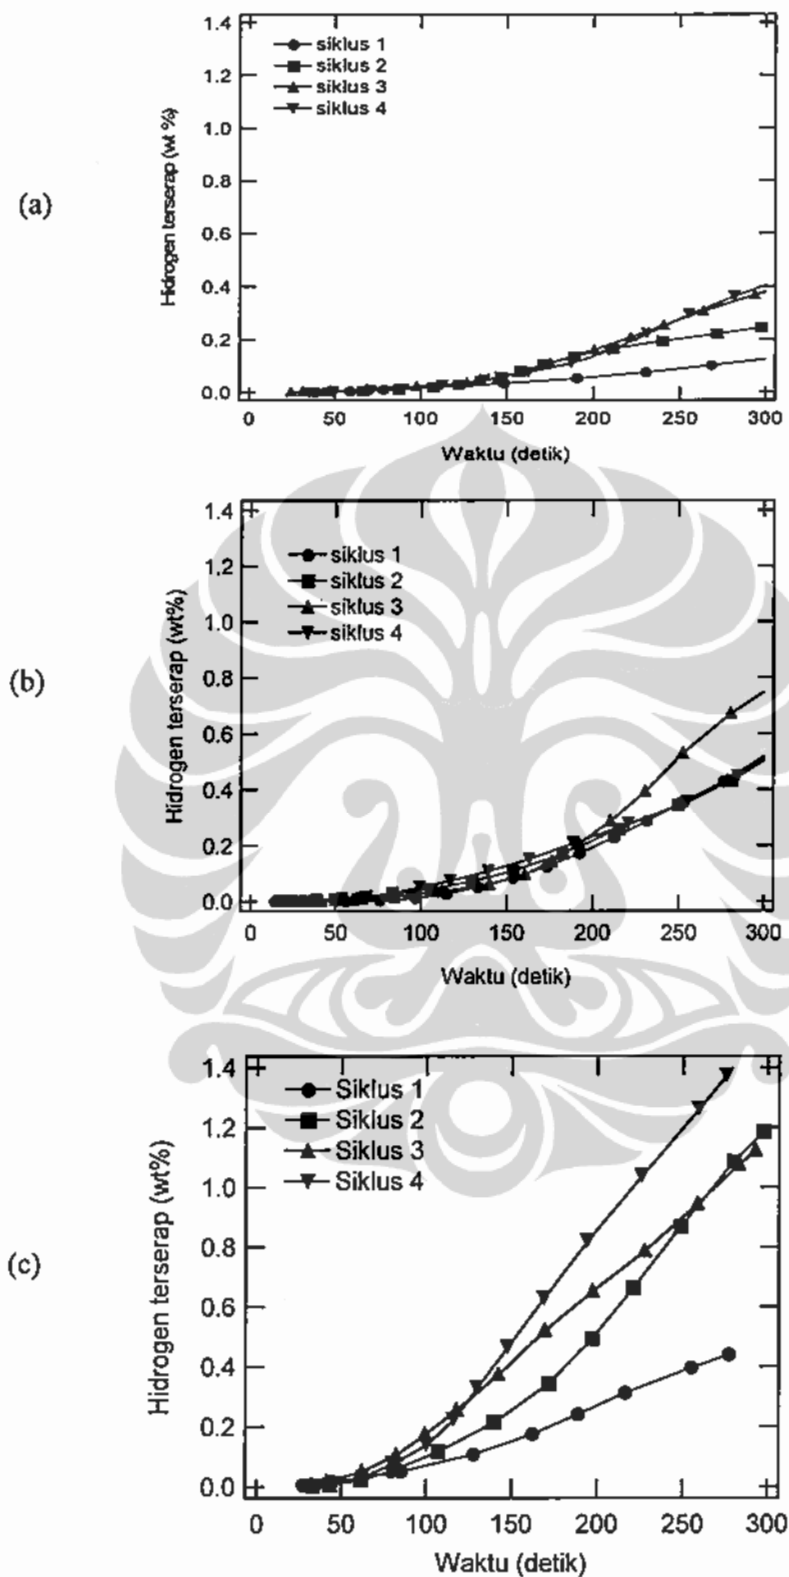 (a)
Hidrogen terserap (wt %)
1.4
1.2
1.0
0.8
0.6
0.4
0.2
0.0
siklus 1
siklus 2
siklus 3
siklus 4
0 50 100 150 200 250 300
Waktu (detik)
(b)
Hidrogen terserap (wt%)
1.4
1.2
1.0
0.8
0.6
0.4
0.2
0.0
siklus 1
siklus 2
siklus 3
siklus 4
0 50 100 150 200 250 300
Waktu (detik)
(c)
Hidrogen terserap (wt%)
1.4
1.2
1.0
0.8
0.6
0.4
0.2
0.0
Siklus 1
Siklus 2
Siklus 3
Siklus 4
0 50 100 150 200 250 300
Waktu (detik)